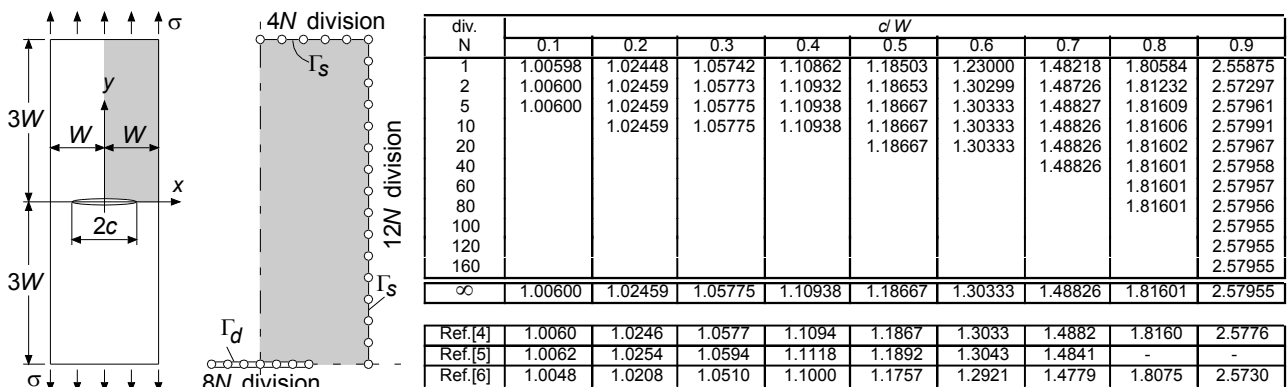 σ
3W
y
W W
x
2c
3W
σ
4N division
Γs
12N division
Γs
Γd
8N division
div. c/W
N 0.1 0.2 0.3 0.4 0.5 0.6 0.7 0.8 0.9
1 1.00598 1.02448 1.05742 1.10862 1.18503 1.23000 1.48218 1.80584 2.55875
2 1.00600 1.02459 1.05773 1.10932 1.18653 1.30299 1.48726 1.81232 2.57297
5 1.00600 1.02459 1.05775 1.10938 1.18667 1.30333 1.48827 1.81609 2.57961
10 1.02459 1.05775 1.10938 1.18667 1.30333 1.48826 1.81606 2.57991
20 1.18667 1.30333 1.48826 1.81602 2.57967
40 1.48826 1.81601 2.57958
60 1.81601 2.57957
80 1.81601 2.57956
100 2.57955
120 2.57955
160 2.57955
∞ 1.00600 1.02459 1.05775 1.10938 1.18667 1.30333 1.48826 1.81601 2.57955
Ref.[4] 1.0060 1.0246 1.0577 1.1094 1.1867 1.3033 1.4882 1.8160 2.5776
Ref.[5] 1.0062 1.0254 1.0594 1.1118 1.1892 1.3043 1.4841 - -
Ref.[6] 1.0048 1.0208 1.0510 1.1000 1.1757 1.2921 1.4779 1.8075 2.5730